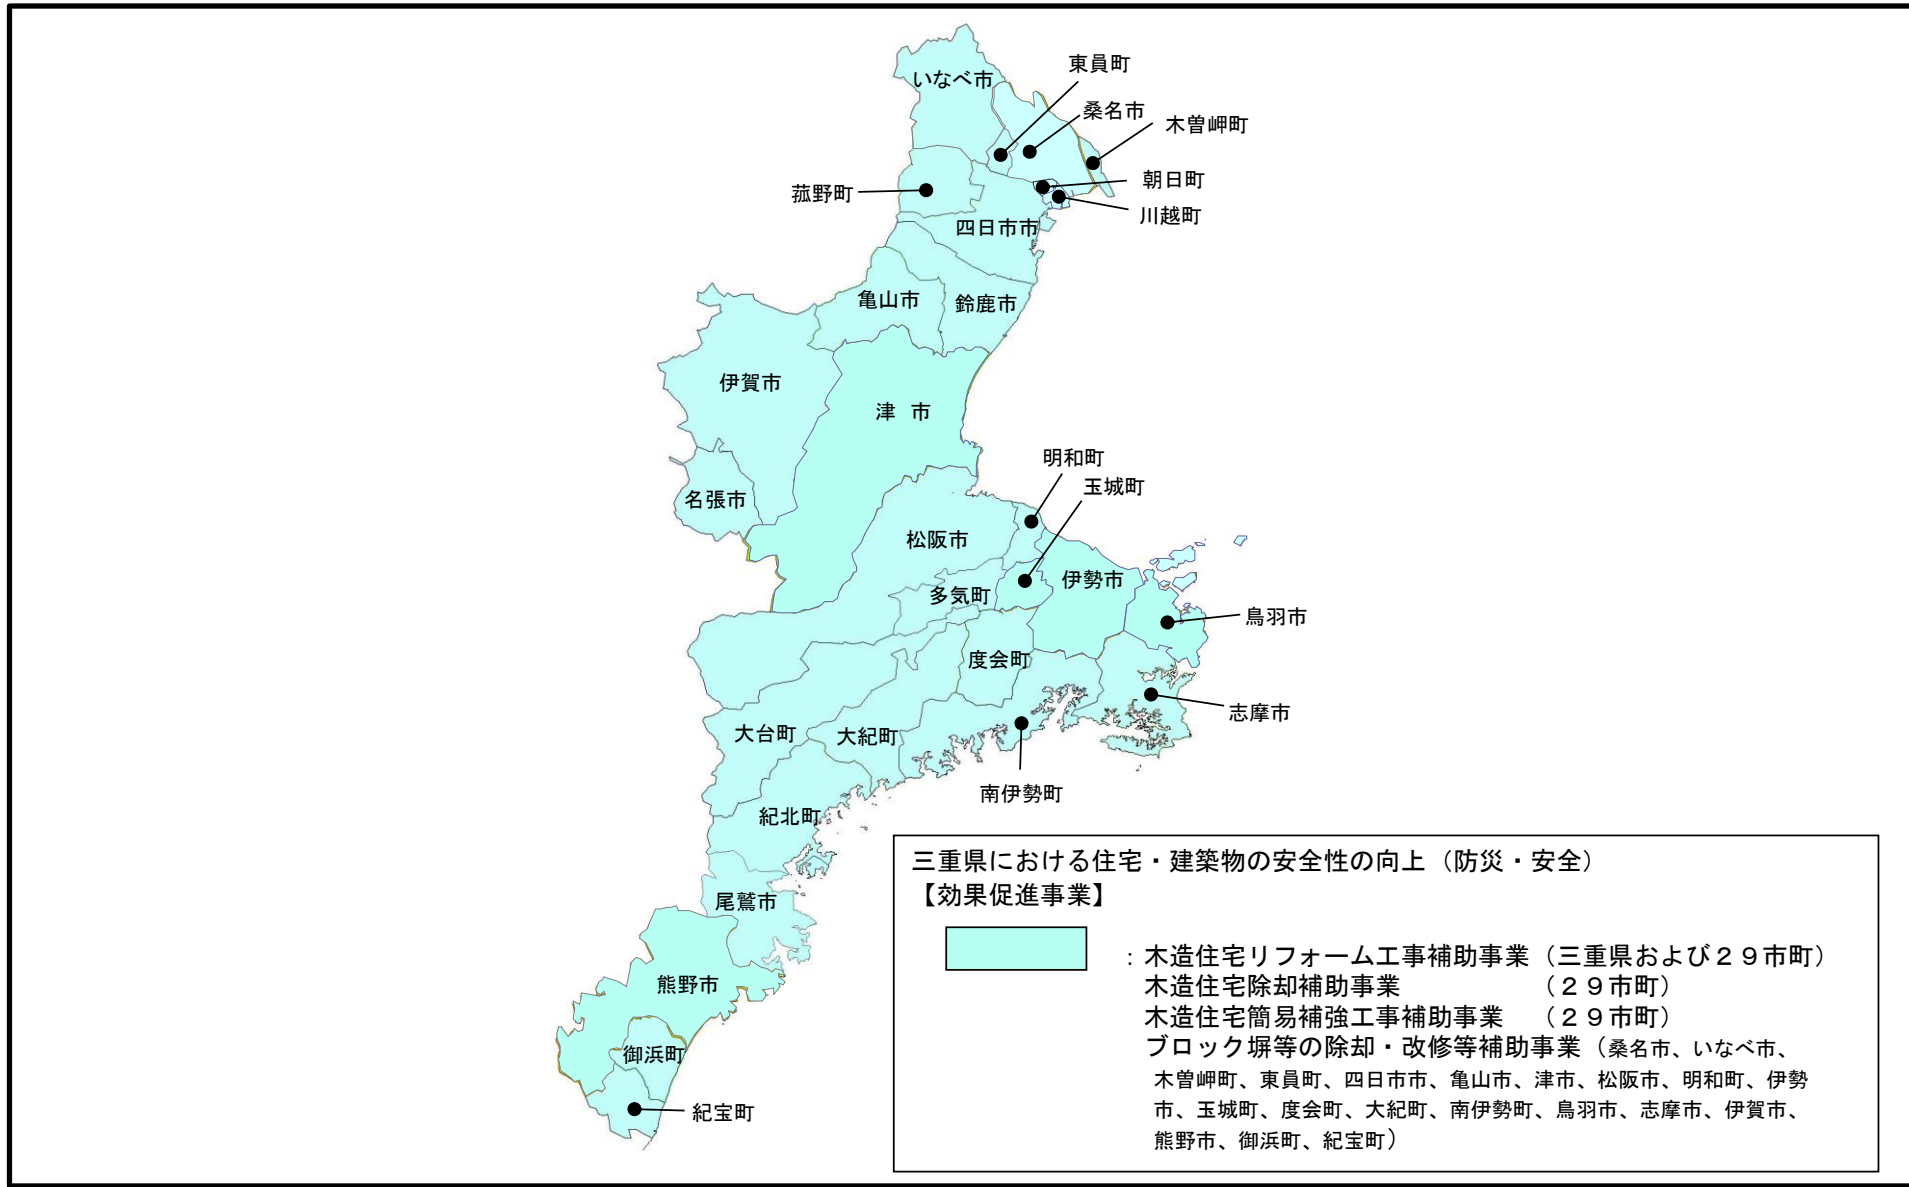 東員町
いなべ市
桑名市
木曽岬町
朝日町
菰野町
川越町
四日市市
亀山市
鈴鹿市
伊賀市
津 市
明和町
玉城町
名張市
松阪市
伊勢市
多気町
鳥羽市
度会町
志摩市
大台町
大紀町
南伊勢町
紀北町
尾鷲市
熊野市
御浜町
紀宝町
三重県における住宅・建築物の安全性の向上（防災・安全）
【効果促進事業】
：木造住宅リフォーム工事補助事業（三重県および２９市町）
木造住宅除却補助事業 （２９市町）
木造住宅簡易補強工事補助事業 （２９市町）
ブロック塀等の除却・改修等補助事業（桑名市、いなべ市、
木曽岬町、東員町、四日市市、亀山市、津市、松阪市、明和町、伊勢
市、玉城町、度会町、大紀町、南伊勢町、鳥羽市、志摩市、伊賀市、
熊野市、御浜町、紀宝町）